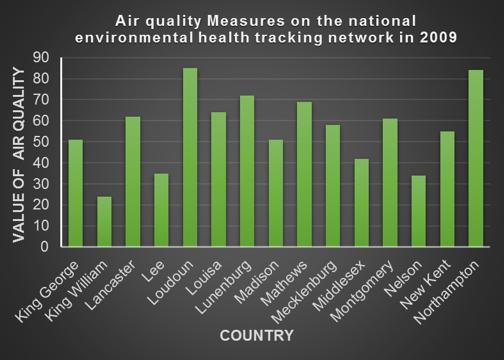 Air quality Measures on the national
environmental health tracking network in 2009
VALUE OF AIR QUALITY
90
80
70
60
50
40
30
20
10
0
King George
King William
Lancaster
Lee
Loudoun
Louisa
Lunenburg
Madison
Mathews
Mecklenburg
Middlesex
Montgomery
Nelson
New Kent
Northampton
COUNTRY